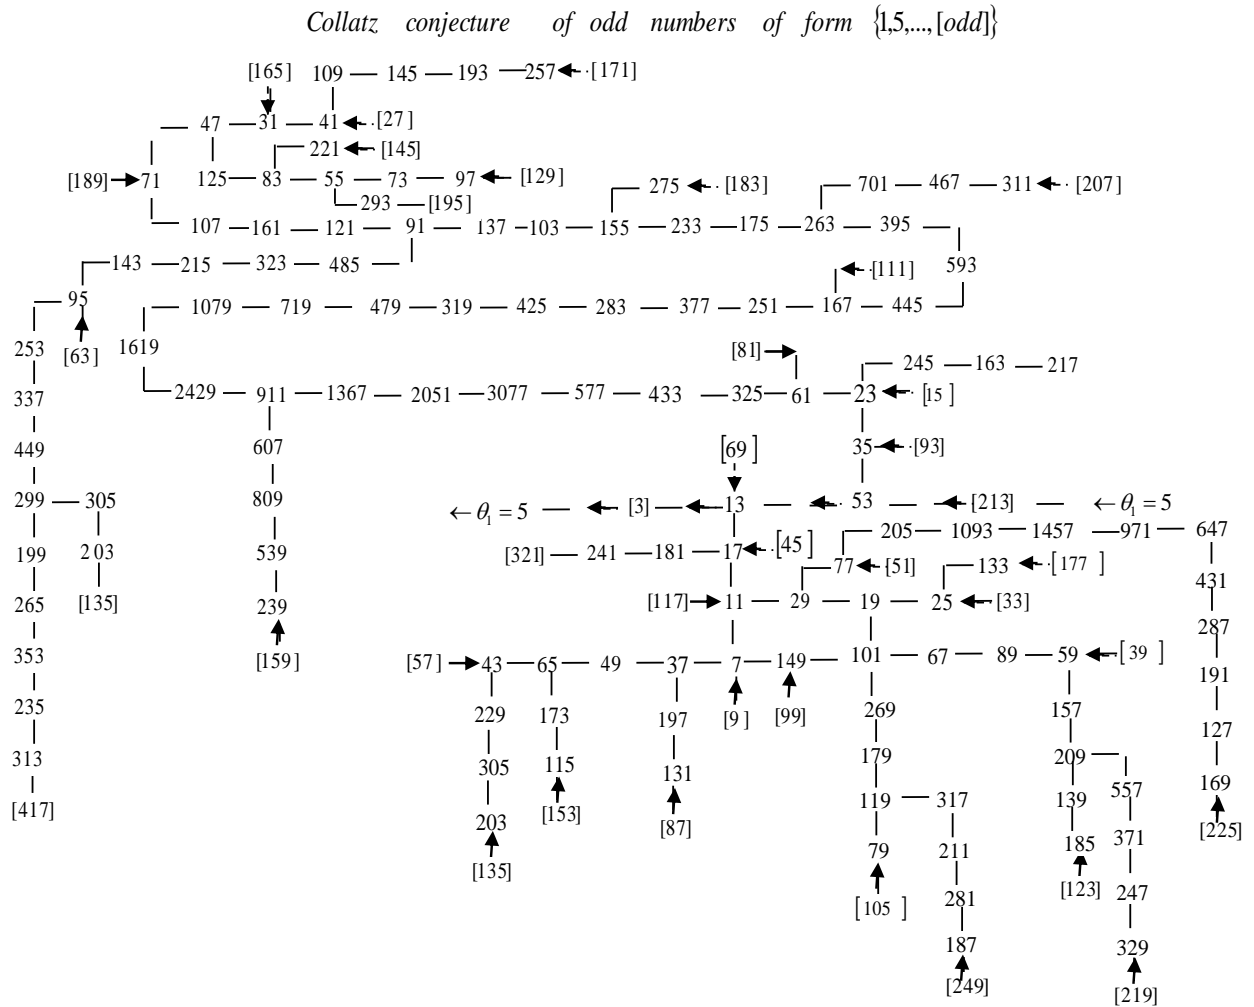 Collatz conjecture of odd numbers of form {1,5,...,[odd]}
[165] 109 145 193 257 [171]
47 31 41 [27]
221 [145]
[189] 71 125 83 55 73 97 [129] 275 [183] 701 467 311 [207]
293 [195]
107 161 121 91 137 103 155 233 175 263 395
143 215 323 485 593
[111]
95 1079 719 479 319 425 283 377 251 167 445
253 [63] 1619 [81] 245 163 217
337 2429 911 1367 2051 3077 577 433 325 61 23 [15]
449 607 [69] 35 [93]
299 305 809 ←θ₁=5 [3] 13 53 [213] ←θ₁=5
205 1093 1457 971 647
199 203 539 [321] 241 181 17 [45] 77 [51] 133 [177]
431
265 [135] 239 [117] 11 29 19 25 [33]
287
353 [159] [57] 43 65 49 37 7 149 101 67 89 59 [39]
191
235 229 173 197 [9] [99] 269 157 127
313 305 115 131 179 209
169
[417] 203 [153] [87] 119 317 139 557 [225]
[135] 79 211 185 371
[105] 281 [123] 247
187 329
[249] [219]